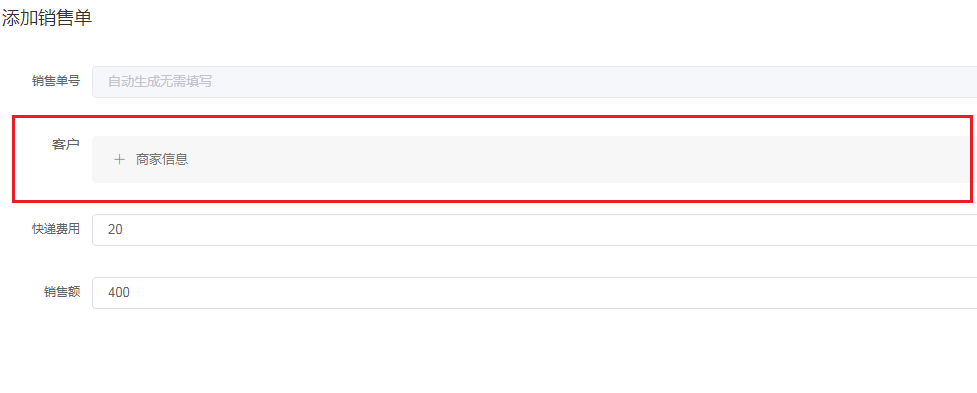 添加销售单
销售单号 自动生成无需填写
客户 + 商家信息
快递费用 20
销售额 400